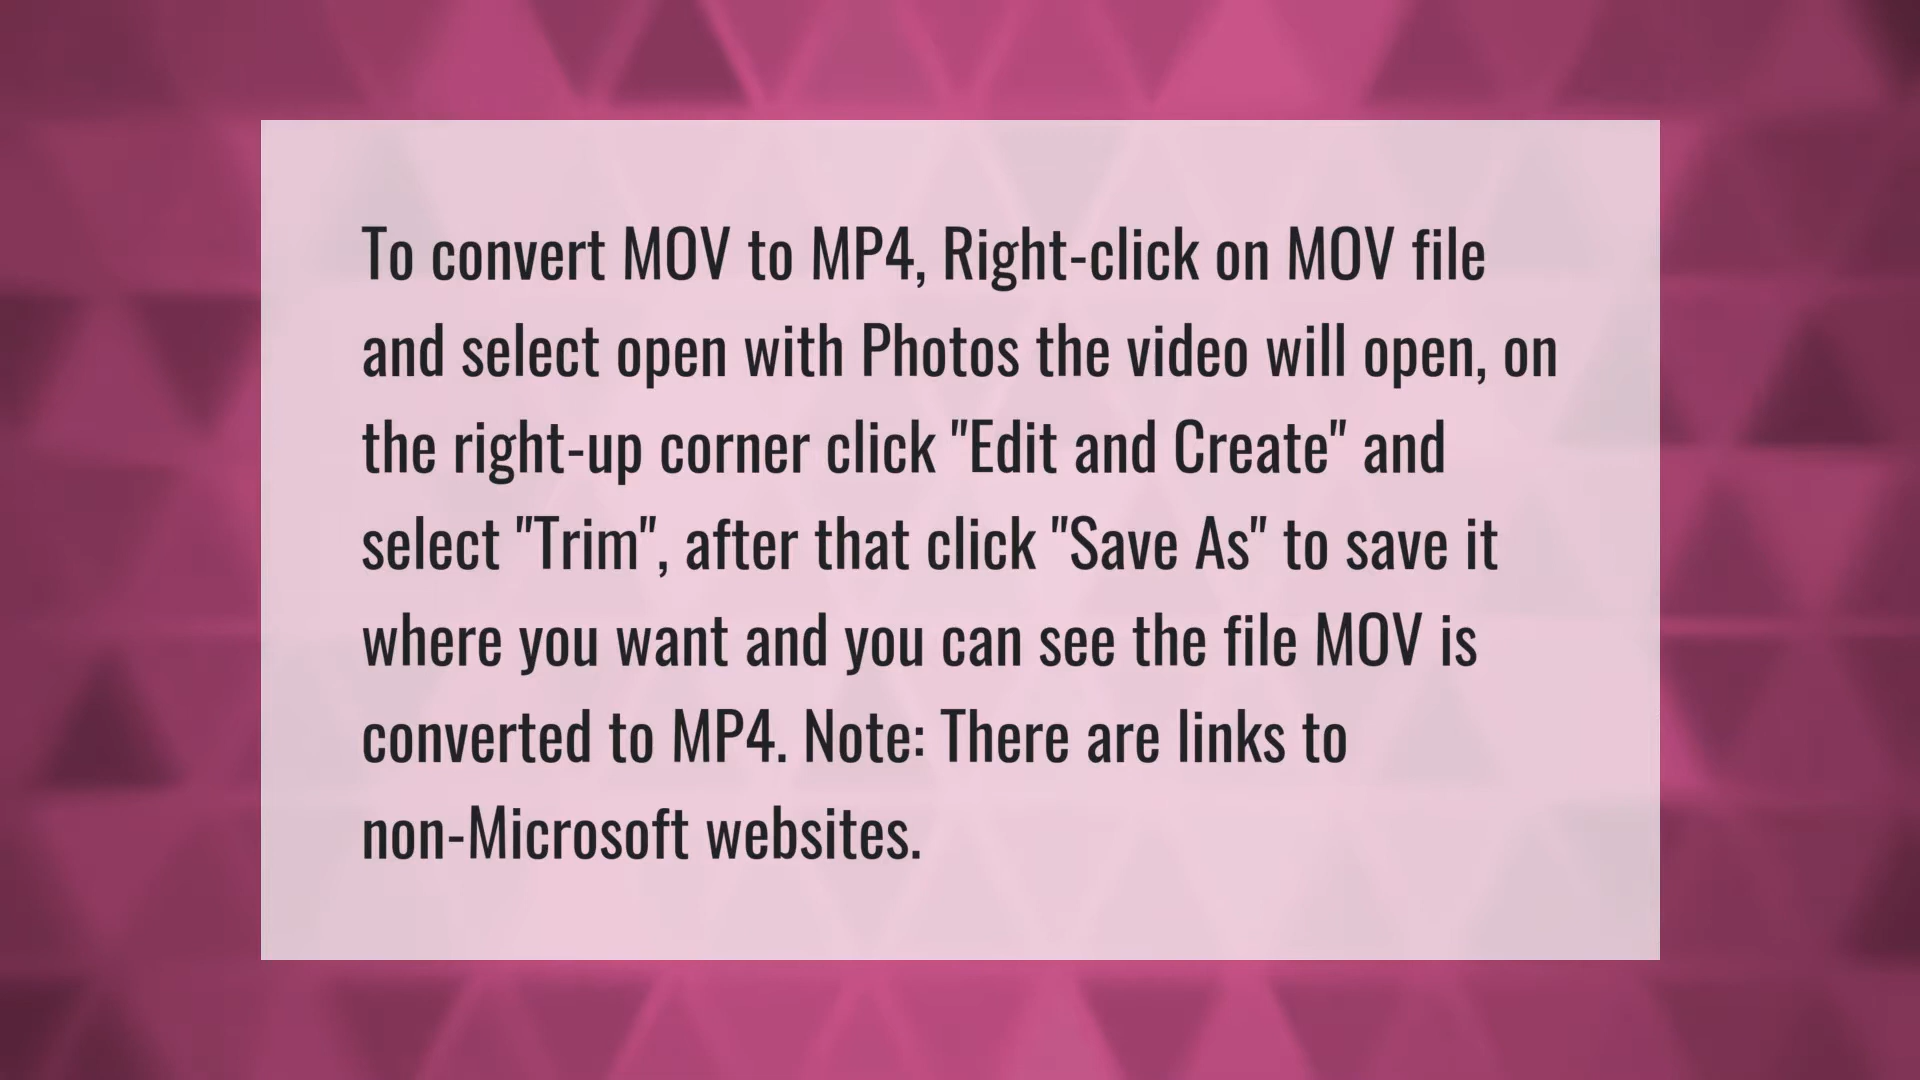 To convert MOV to MP4, Right-click on MOV file
and select open with Photos the video will open, on
the right-up corner click "Edit and Create" and
select "Trim", after that click "Save As" to save it
where you want and you can see the file MOV is
converted to MP4. Note: There are links to
non-Microsoft websites.